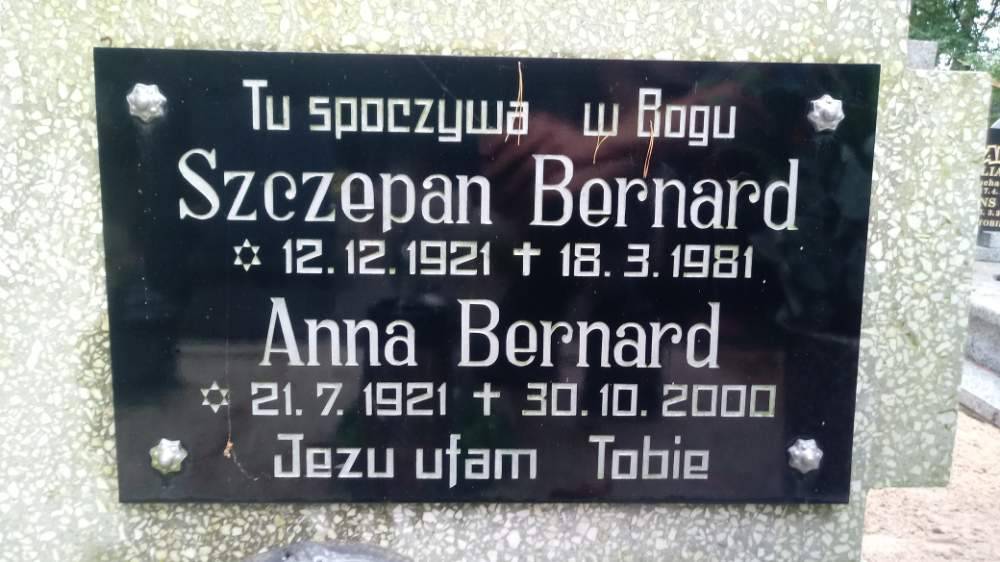 Tu spoczywa w Bogu
Szczepan Bernard
✡ 12.12.1921 ✝ 18.3.1981
Anna Bernard
✡ 21.7.1921 ✝ 30.10.2000
Jezu ufam Tobie